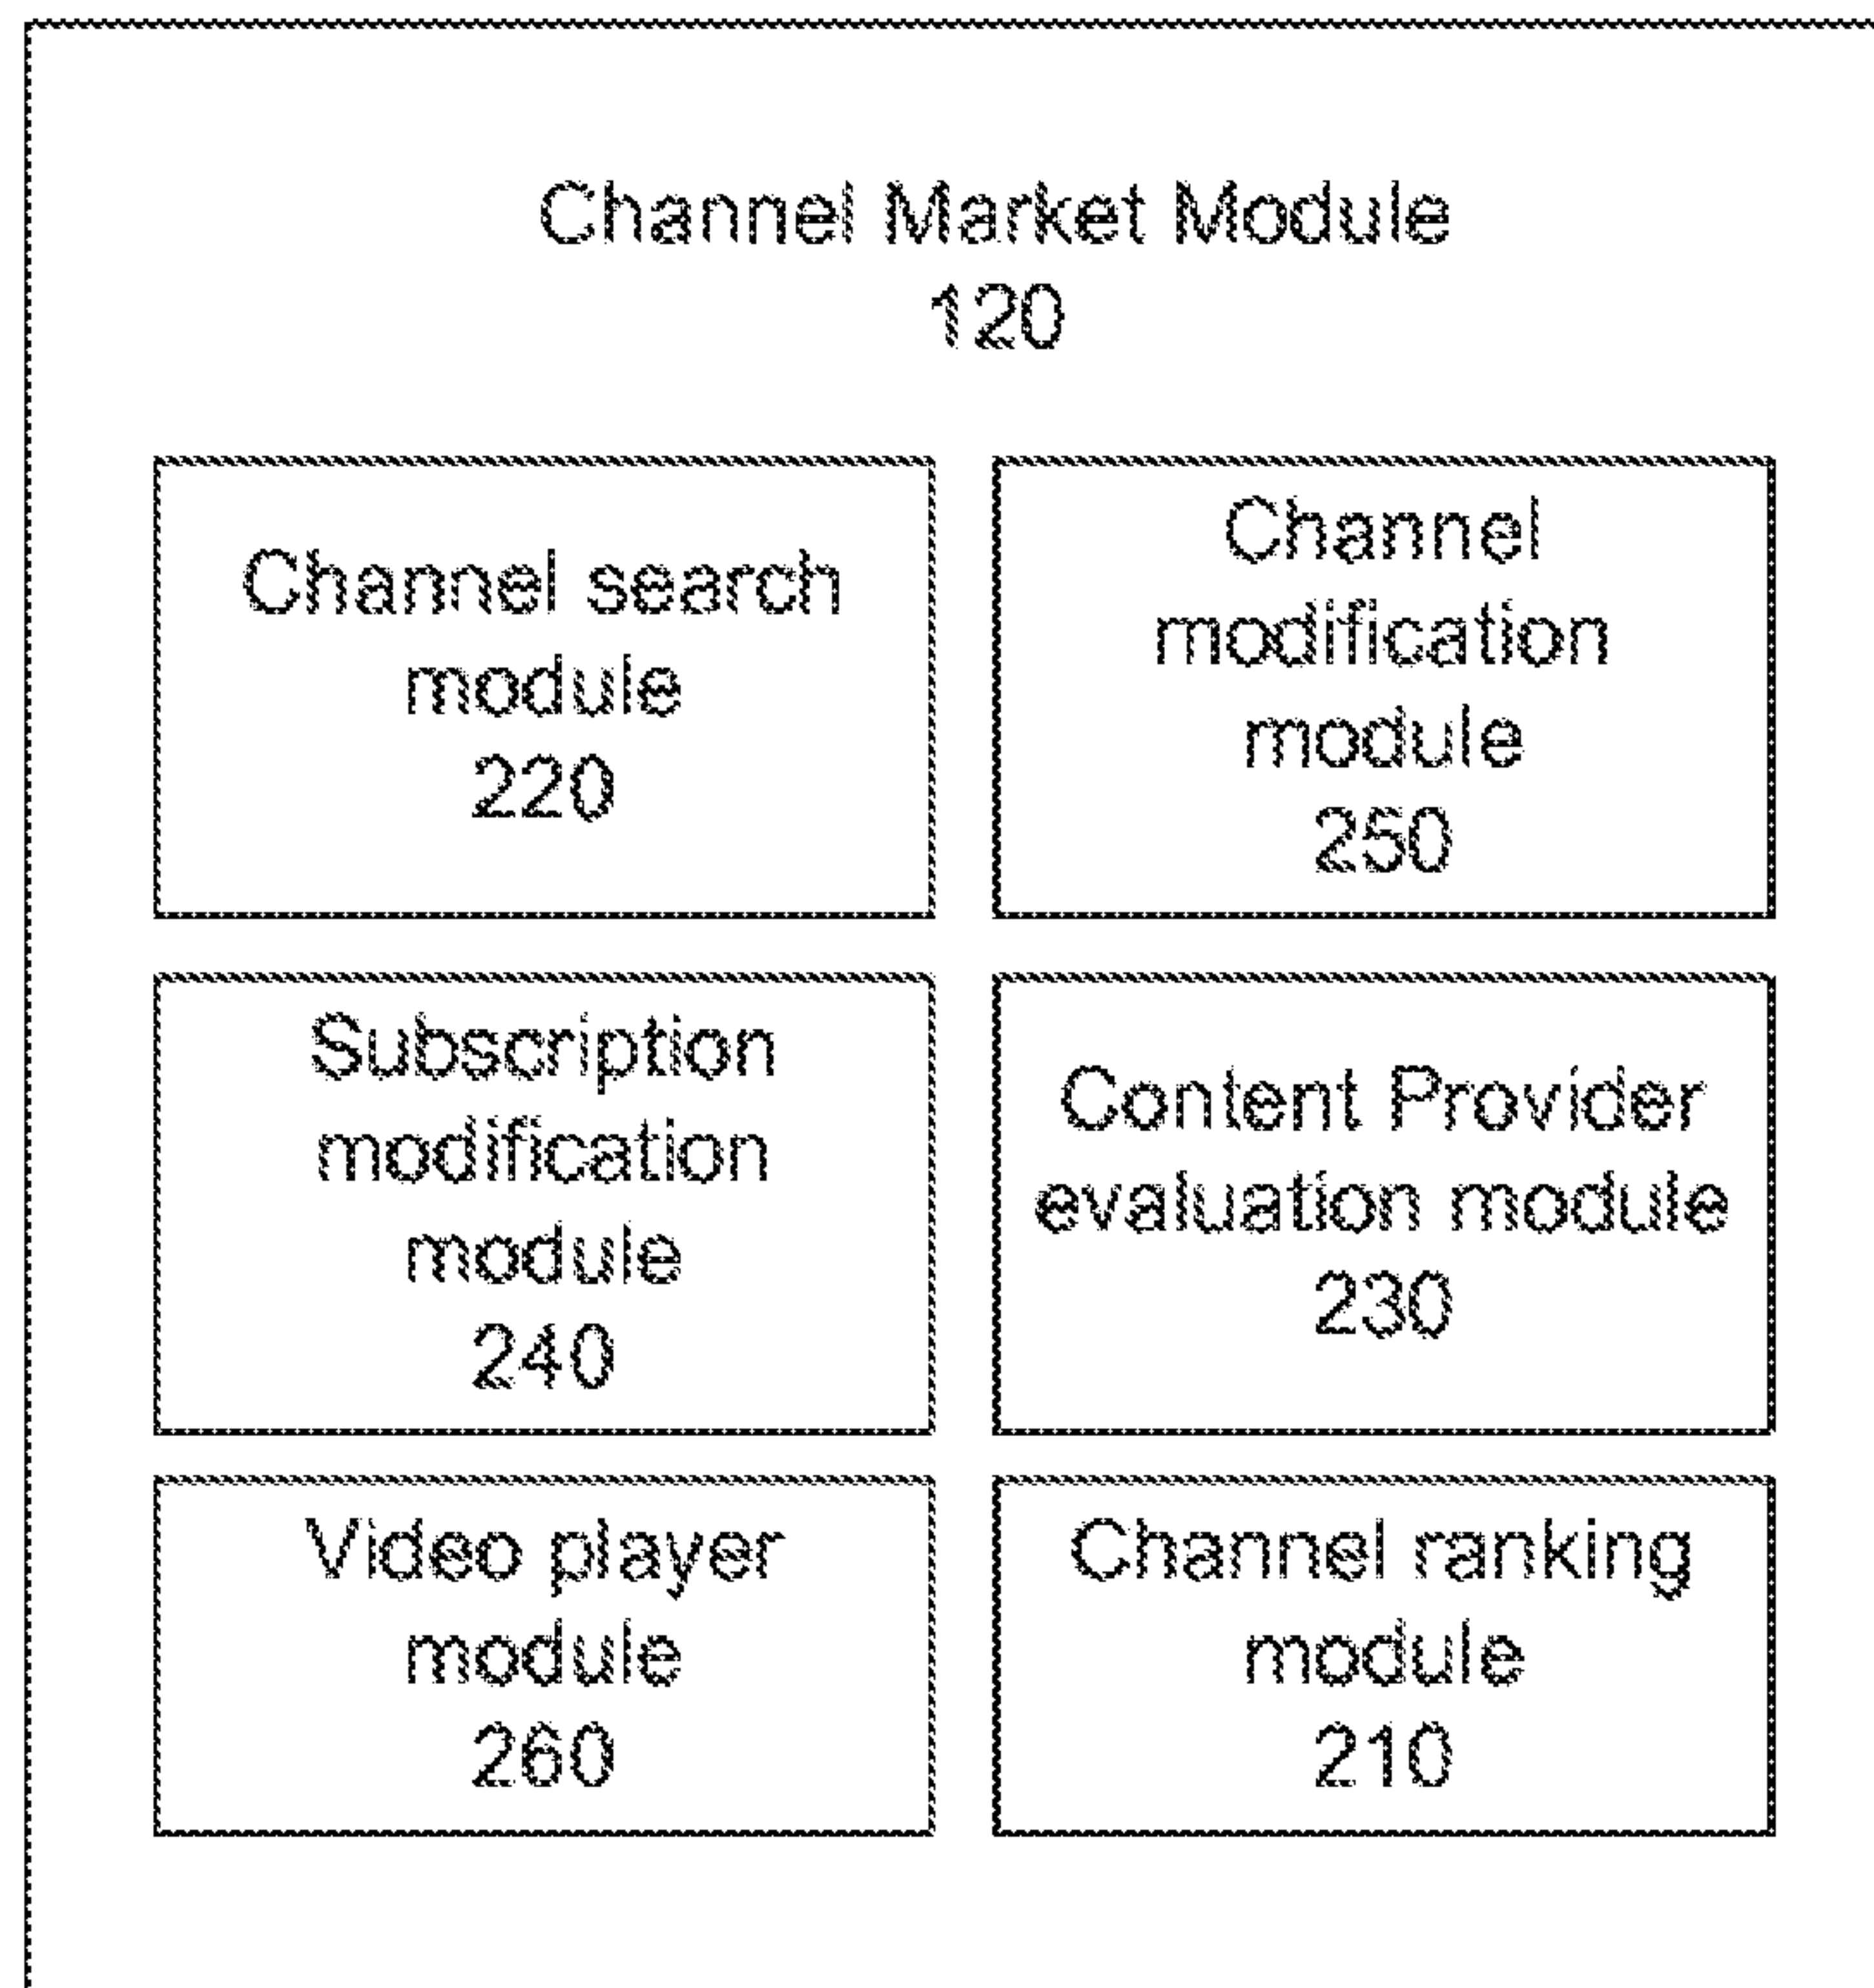 Channel Market Module
120
Channel search
module
220
Channel
modification
module
250
Subscription
modification
module
240
Content Provider
evaluation module
230
Video player
module
260
Channel ranking
module
210